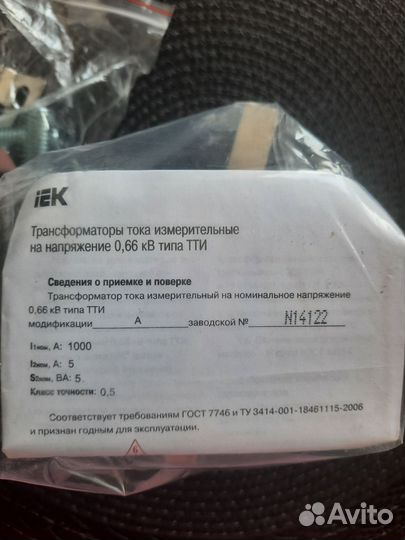 IEK
Трансформаторы тока измерительные
на напряжение 0,66 кВ типа ТТИ
Сведения о приемке и поверке
Трансформатор тока измерительный на номинальное напряжение
0,66 кВ типа ТТИ
модификации А заводской № N14122
I1ном, А: 1000
I2ном, А: 5
S2ном, ВА: 5
Класс точности: 0,5
Соответствует требованиям ГОСТ 7746 и ТУ 3414-001-18461115-2006
и признан годным для эксплуатации.
6
Avito